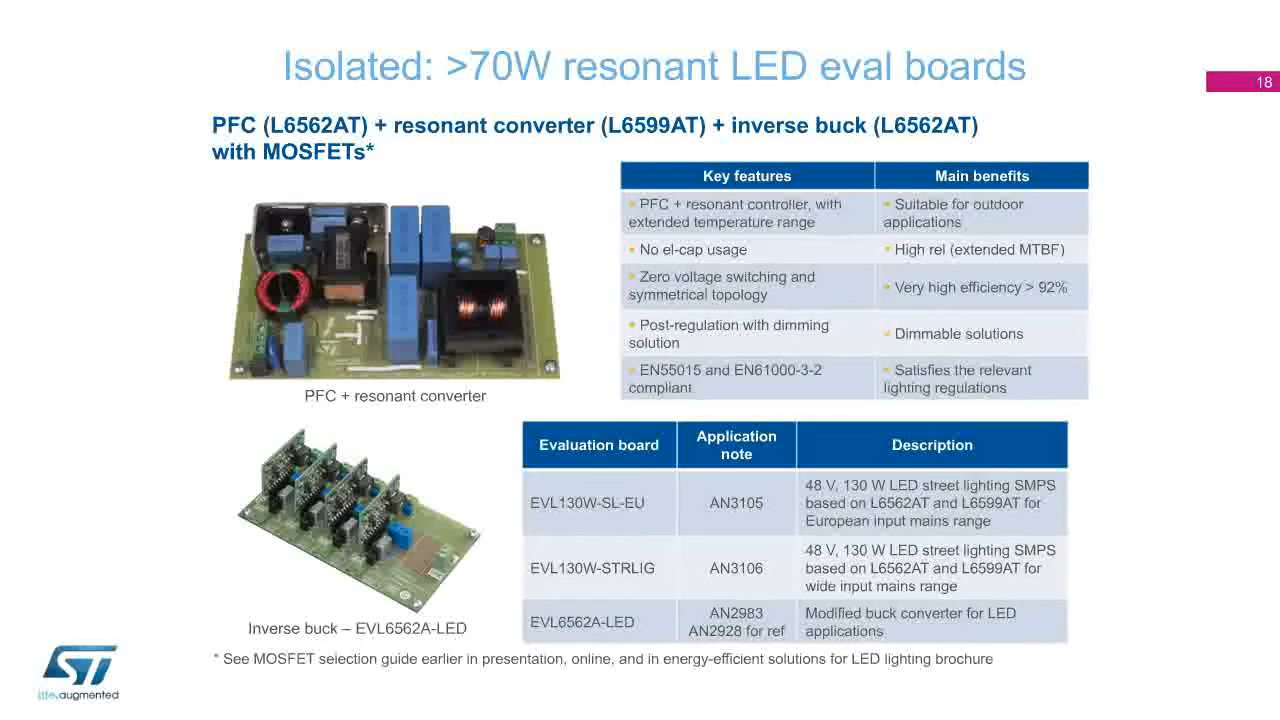 Isolated: >70W resonant LED eval boards
18
PFC (L6562AT) + resonant converter (L6599AT) + inverse buck (L6562AT)
with MOSFETs*
Key features
Main benefits
▪ PFC + resonant controller, with
extended temperature range
▪ Suitable for outdoor
applications
▪ No el-cap usage
▪ High rel (extended MTBF)
▪ Zero voltage switching and
symmetrical topology
▪ Very high efficiency > 92%
▪ Post-regulation with dimming
solution
▪ Dimmable solutions
▪ EN55015 and EN61000-3-2
compliant
▪ Satisfies the relevant
lighting regulations
PFC + resonant converter
Evaluation board
Application
note
Description
EVL130W-SL-EU
AN3105
48 V, 130 W LED street lighting SMPS
based on L6562AT and L6599AT for
European input mains range
EVL130W-STRLIG
AN3106
48 V, 130 W LED street lighting SMPS
based on L6562AT and L6599AT for
wide input mains range
EVL6562A-LED
AN2983
AN2928 for ref
Modified buck converter for LED
applications
Inverse buck – EVL6562A-LED
* See MOSFET selection guide earlier in presentation, online, and in energy-efficient solutions for LED lighting brochure
ST
life.augmented